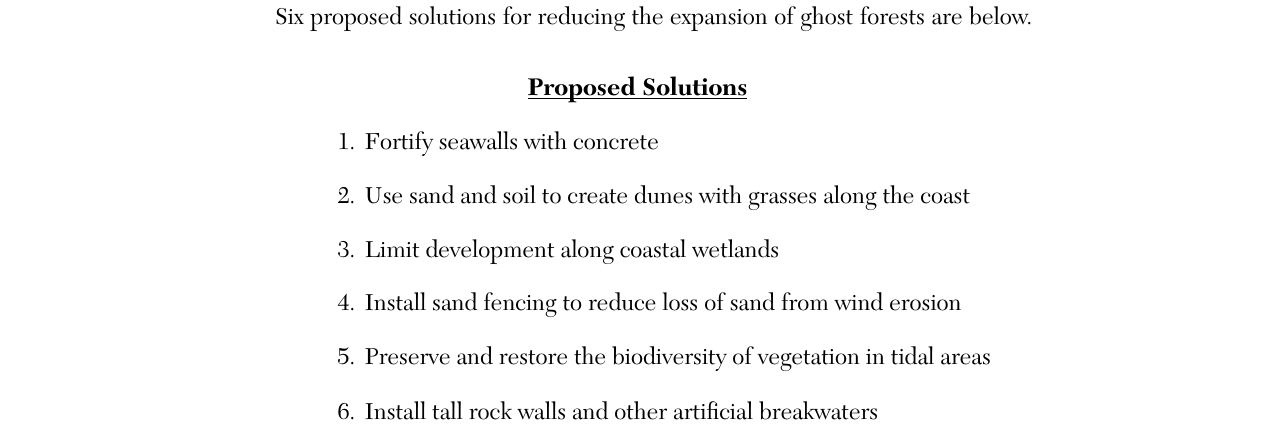 Six proposed solutions for reducing the expansion of ghost forests are below.
Proposed Solutions
1. Fortify seawalls with concrete
2. Use sand and soil to create dunes with grasses along the coast
3. Limit development along coastal wetlands
4. Install sand fencing to reduce loss of sand from wind erosion
5. Preserve and restore the biodiversity of vegetation in tidal areas
6. Install tall rock walls and other artificial breakwaters